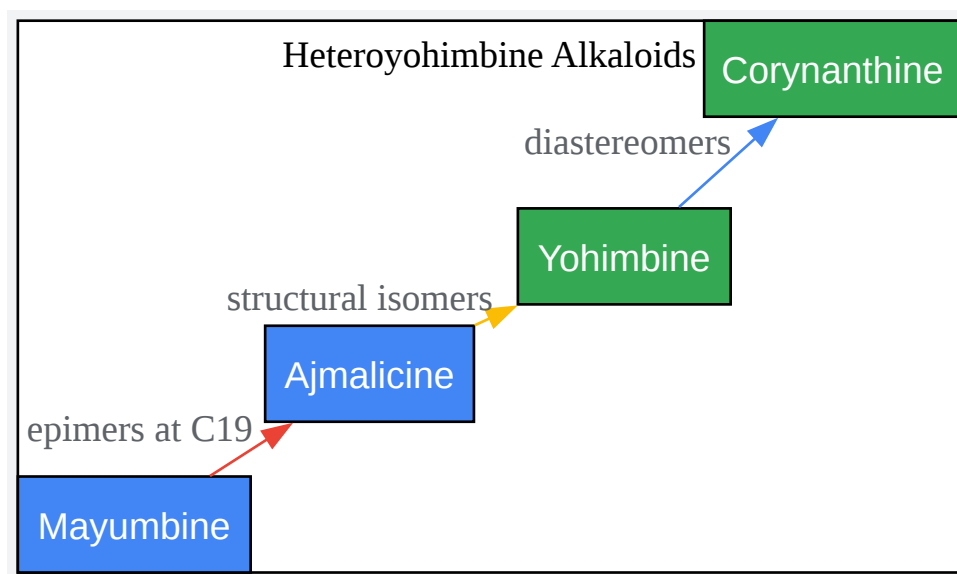 Heteroyohimbine Alkaloids
Corynanthine
diastereomers
Yohimbine
structural isomers
Ajmalicine
epimers at C19
Mayumbine